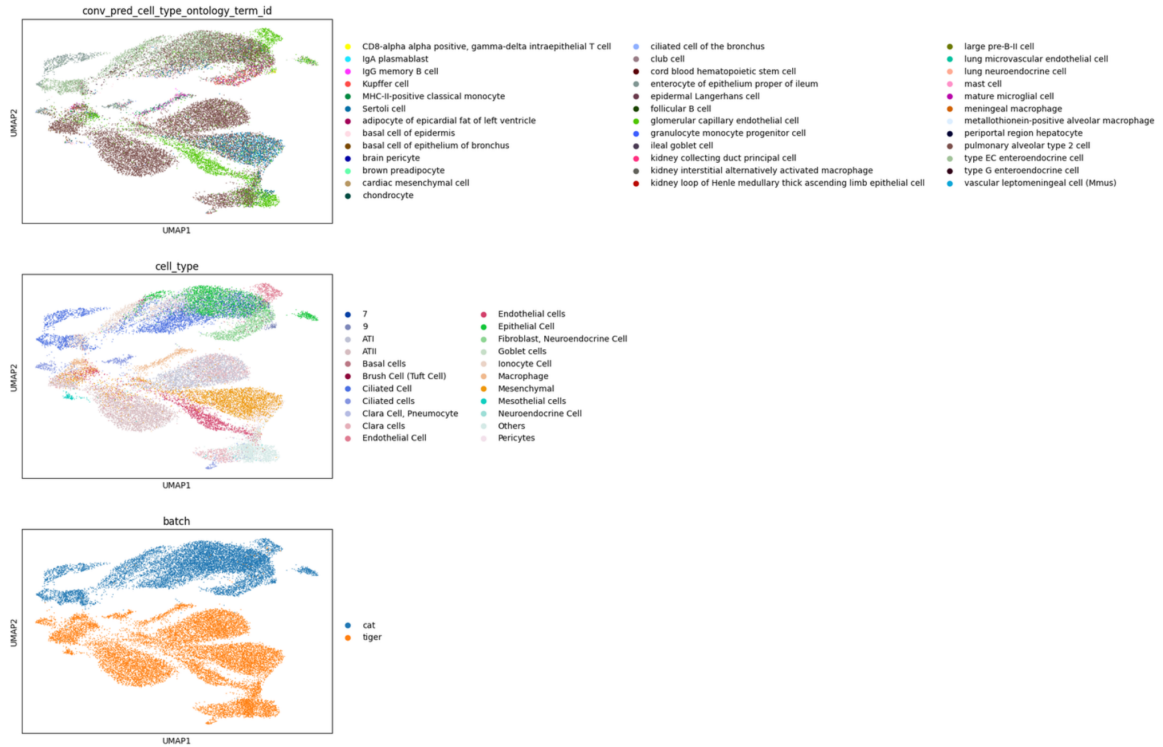 conv_pred_cell_type_ontology_term_id
UMAP2
UMAP1
CD8-alpha alpha positive, gamma-delta intraepithelial T cell
IgA plasmablast
IgG memory B cell
Kupffer cell
MHC-II-positive classical monocyte
Sertoli cell
adipocyte of epicardial fat of left ventricle
basal cell of epidermis
basal cell of epithelium of bronchus
brain pericyte
brown preadipocyte
cardiac mesenchymal cell
chondrocyte
ciliated cell of the bronchus
club cell
cord blood hematopoietic stem cell
enterocyte of epithelium proper of ileum
epidermal Langerhans cell
follicular B cell
glomerular capillary endothelial cell
granulocyte monocyte progenitor cell
ileal goblet cell
kidney collecting duct principal cell
kidney interstitial alternatively activated macrophage
kidney loop of Henle medullary thick ascending limb epithelial cell
large pre-B-II cell
lung microvascular endothelial cell
lung neuroendocrine cell
mast cell
mature microglial cell
meningeal macrophage
metallothionein-positive alveolar macrophage
periportal region hepatocyte
pulmonary alveolar type 2 cell
type EC enteroendocrine cell
type G enteroendocrine cell
vascular leptomeningeal cell (Mmus)
cell_type
UMAP2
UMAP1
7
9
ATI
ATII
Basal cells
Brush Cell (Tuft Cell)
Ciliated Cell
Ciliated cells
Clara Cell, Pneumocyte
Clara cells
Endothelial Cell
Endothelial cells
Epithelial Cell
Fibroblast, Neuroendocrine Cell
Goblet cells
Ionocyte Cell
Macrophage
Mesenchymal
Mesothelial cells
Neuroendocrine Cell
Others
Pericytes
batch
UMAP2
UMAP1
cat
tiger